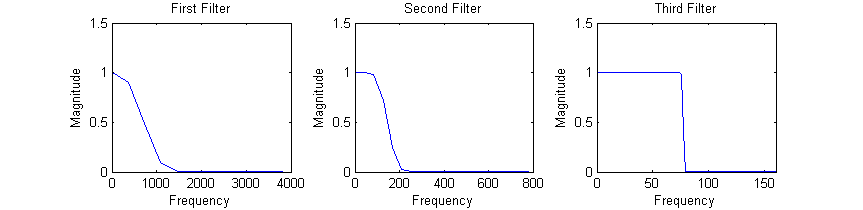 First Filter
1.5
1
0.5
0
Magnitude
0 1000 2000 3000 4000
Frequency
Second Filter
1.5
1
0.5
0
Magnitude
0 200 400 600 800
Frequency
Third Filter
1.5
1
0.5
0
Magnitude
0 50 100 150
Frequency